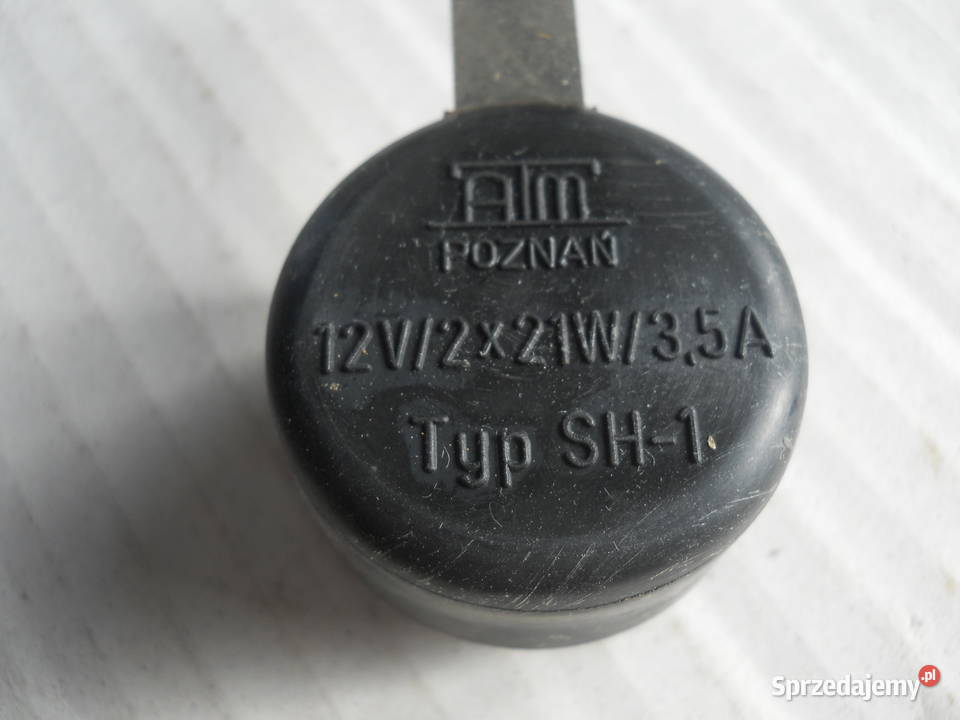 ATM
POZNAŃ
12V/2x21W/3,5A
Typ SH-1
Sprzedajemy.pl